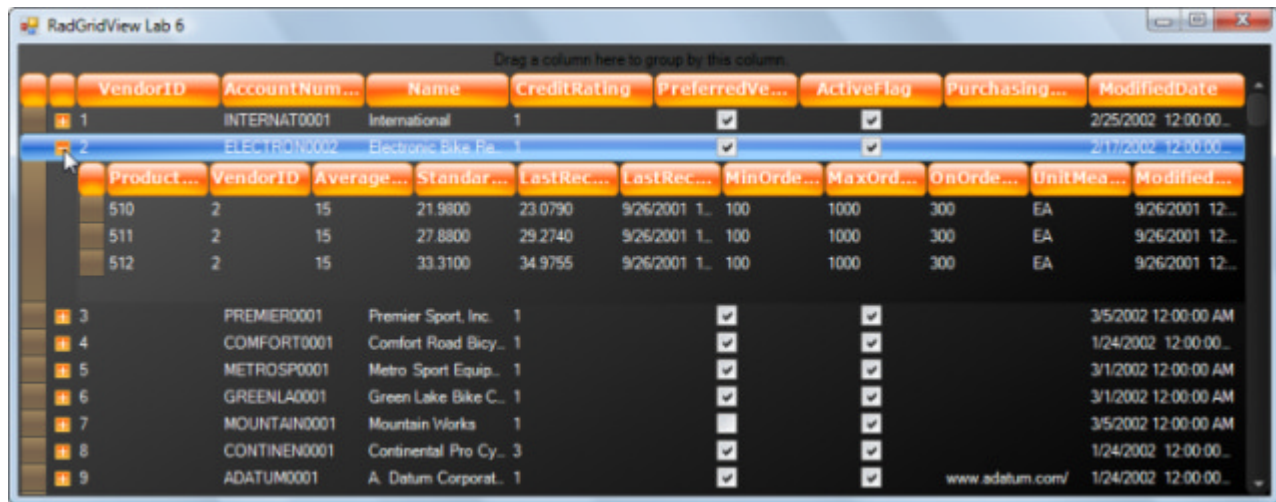 RadGridView Lab 6
Drag a column here to group by this column.
VendorID AccountNum... Name CreditRating PreferredVe... ActiveFlag Purchasing... ModifiedDate
1 INTERNAT0001 International 1 2/25/2002 12:00:00...
2 ELECTRON0002 Electronic Bike Re... 1 2/17/2002 12:00:00...
Product... VendorID Average... Standar... LastRec... LastRec... MinOrde... MaxOrd... OnOrde... UnitMea... Modified...
510 2 15 21.9800 23.0790 9/26/2001 1... 100 1000 300 EA 9/26/2001 12:...
511 2 15 27.8800 29.2740 9/26/2001 1... 100 1000 300 EA 9/26/2001 12:...
512 2 15 33.3100 34.9755 9/26/2001 1... 100 1000 300 EA 9/26/2001 12:...
3 PREMIER0001 Premier Sport, Inc. 1 3/5/2002 12:00:00 AM
4 COMFORT0001 Comfort Road Bicy... 1 1/24/2002 12:00:00...
5 METROSP0001 Metro Sport Equip... 1 3/1/2002 12:00:00 AM
6 GREENLA0001 Green Lake Bike C... 1 3/1/2002 12:00:00 AM
7 MOUNTAIN0001 Mountain Works 1 3/5/2002 12:00:00 AM
8 CONTINEN0001 Continental Pro Cy... 3 1/24/2002 12:00:00...
9 ADATUM0001 A. Datum Corporat... 1 www.adatum.com/ 1/24/2002 12:00:00...